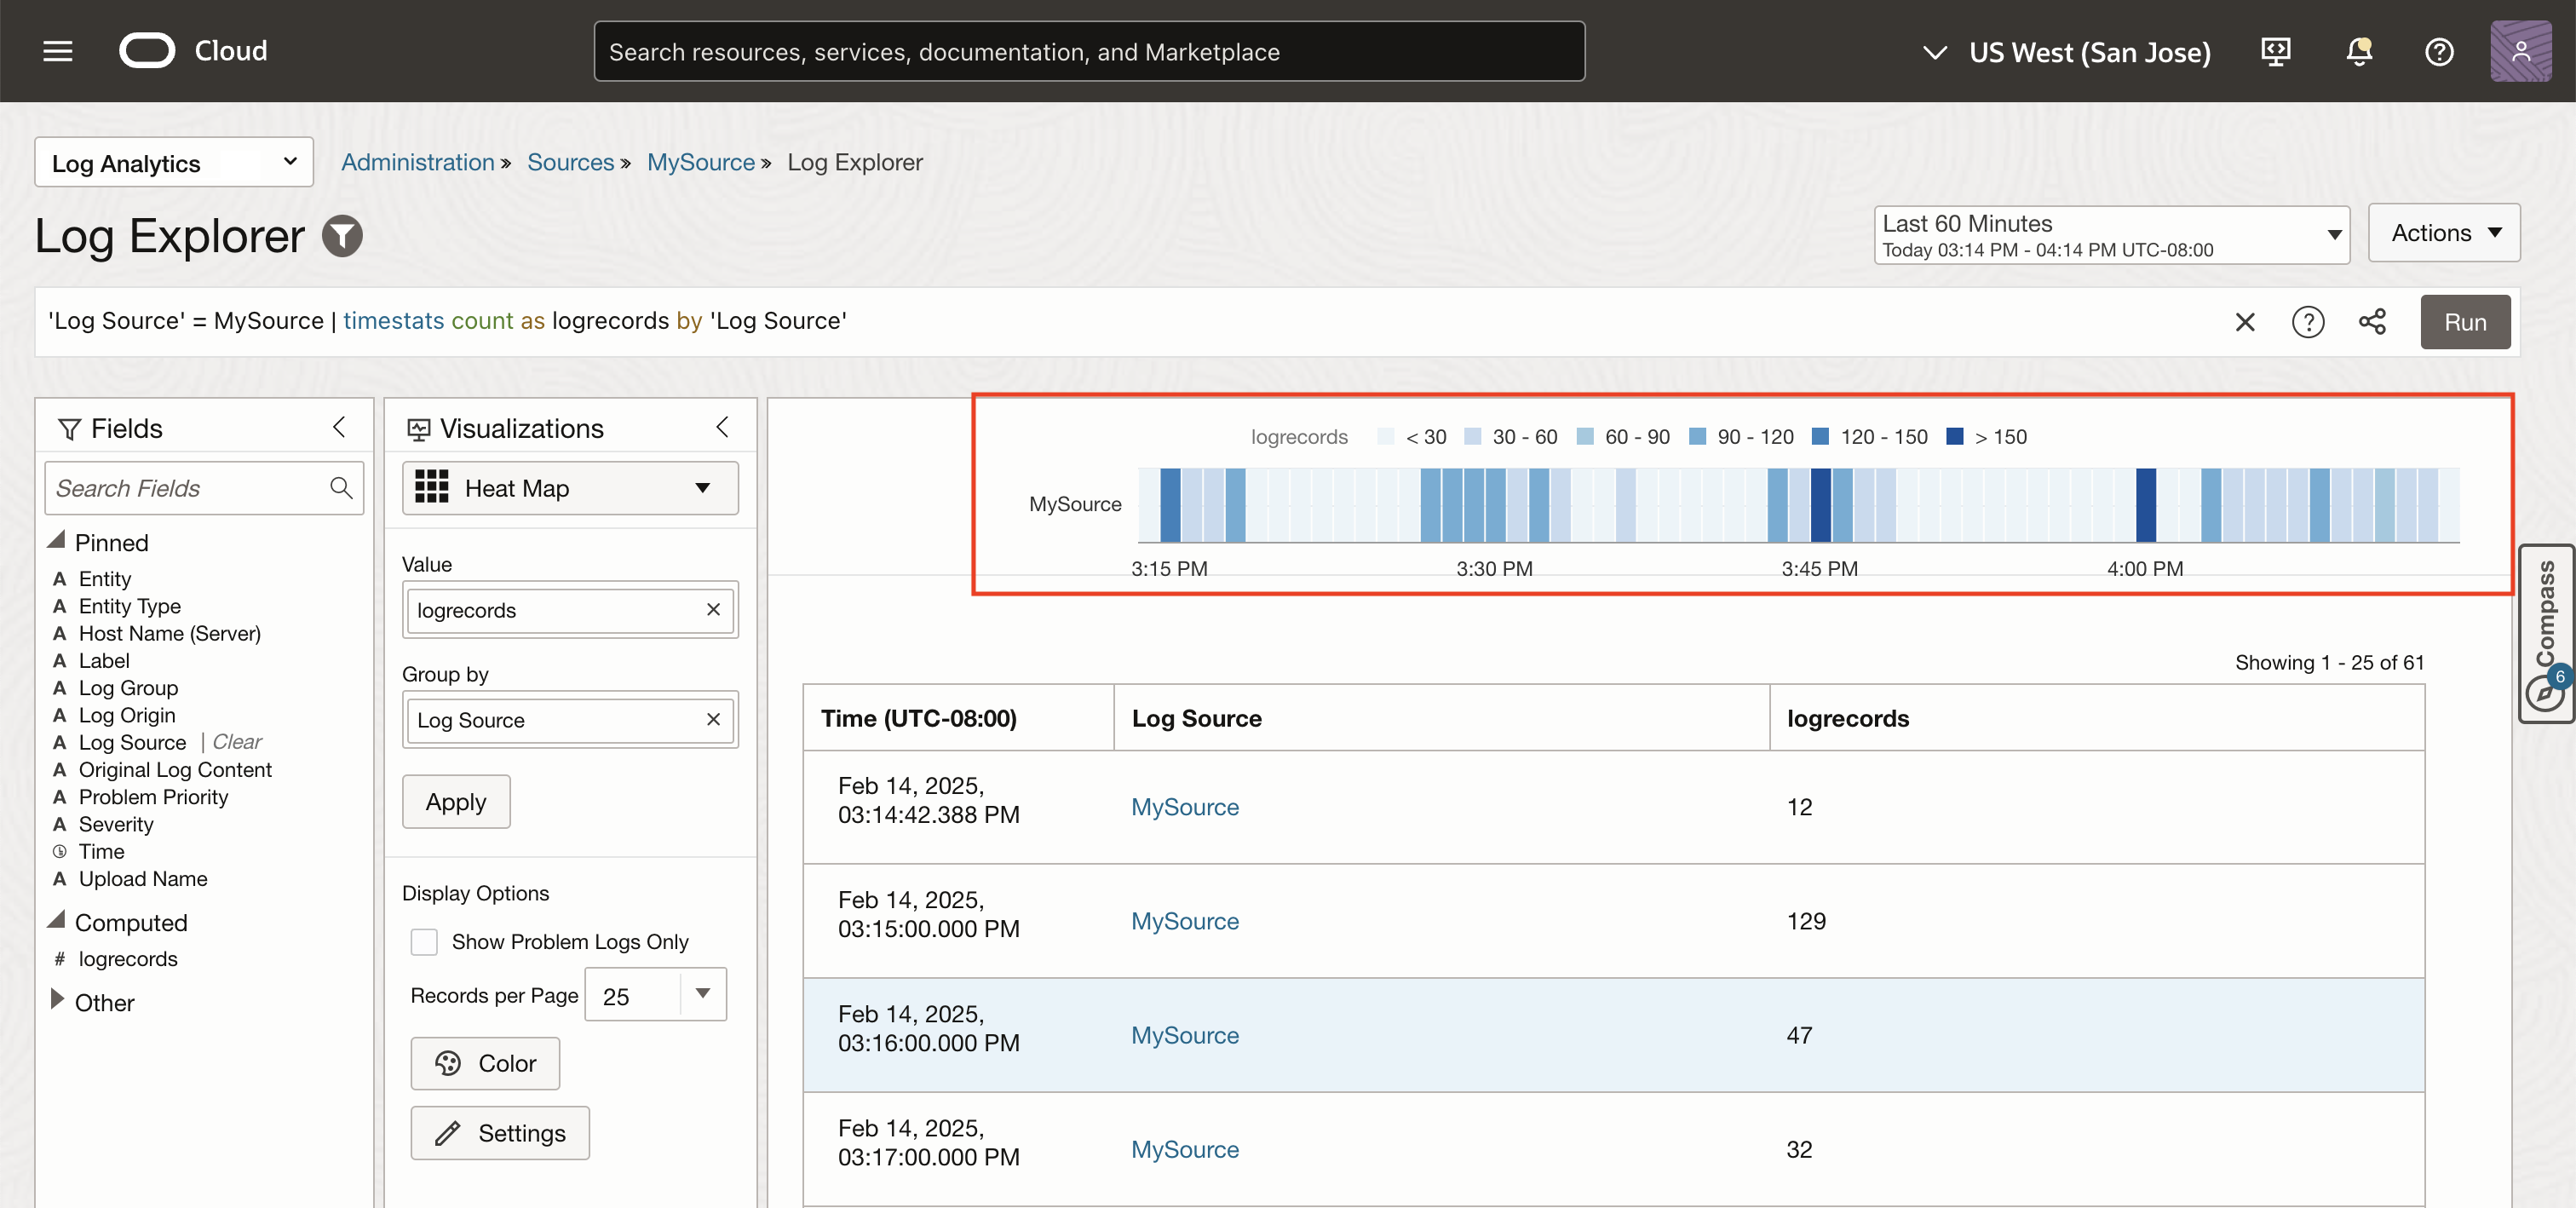 Cloud
Search resources, services, documentation, and Marketplace
US West (San Jose)
Log Analytics
Administration » Sources » MySource » Log Explorer
Log Explorer
Last 60 Minutes
Today 03:14 PM - 04:14 PM UTC-08:00
Actions
'Log Source' = MySource | timestats count as logrecords by 'Log Source'
Run
Fields
Search Fields
Pinned
A Entity
A Entity Type
A Host Name (Server)
A Label
A Log Group
A Log Origin
A Log Source | Clear
A Original Log Content
A Problem Priority
A Severity
Time
A Upload Name
Computed
# logrecords
Other
Visualizations
Heat Map
Value
logrecords
Group by
Log Source
Apply
Display Options
Show Problem Logs Only
Records per Page 25
Color
Settings
logrecords < 30 30 - 60 60 - 90 90 - 120 120 - 150 > 150
MySource
3:15 PM 3:30 PM 3:45 PM 4:00 PM
Showing 1 - 25 of 61
Time (UTC-08:00) Log Source logrecords
Feb 14, 2025,
03:14:42.388 PM MySource 12
Feb 14, 2025,
03:15:00.000 PM MySource 129
Feb 14, 2025,
03:16:00.000 PM MySource 47
Feb 14, 2025,
03:17:00.000 PM MySource 32
Compass
6